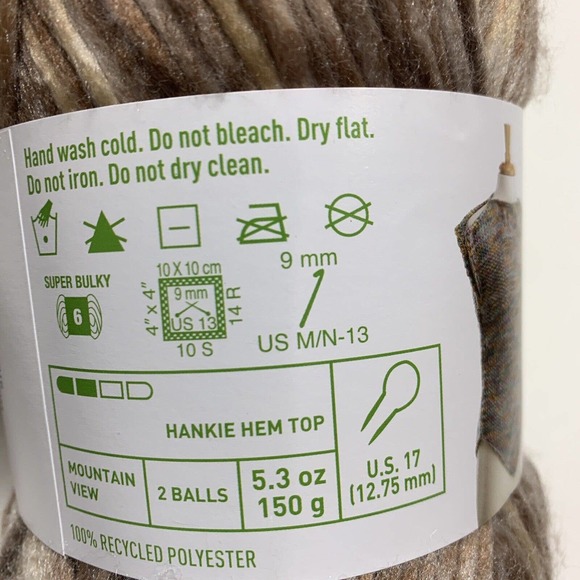 Hand wash cold. Do not bleach. Dry flat.
Do not iron. Do not dry clean.
SUPER BULKY
6
10 X 10 cm
4" x 4"
9 mm
US 13
14 R
10 S
9 mm
US M/N-13
HANKIE HEM TOP
MOUNTAIN
VIEW
2 BALLS
5.3 oz
150 g
U.S. 17
(12.75 mm)
100% RECYCLED POLYESTER